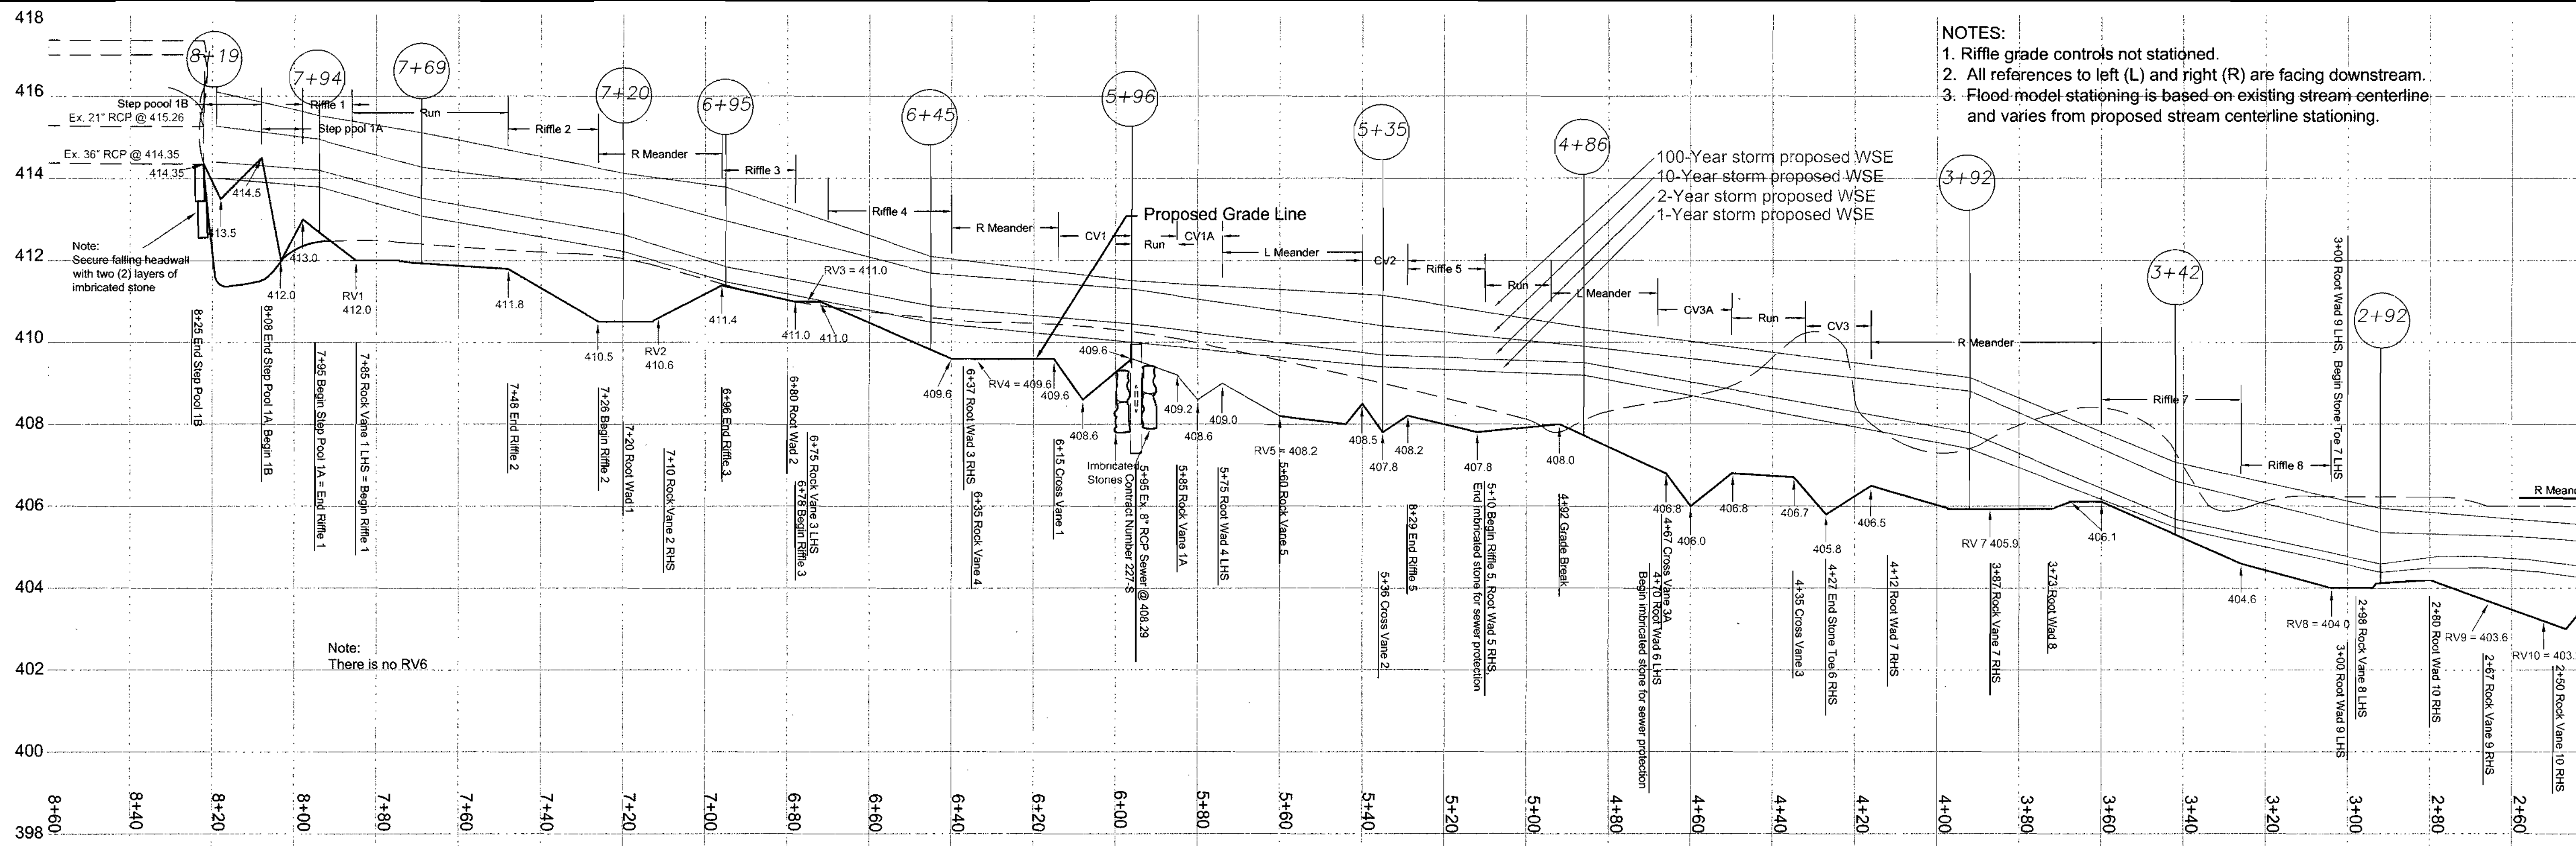 418
416
414
412
410
408
406
404
402
400
398
8+19
7+94
7+69
7+20
6+95
6+45
5+96
5+35
4+86
3+92
3+42
2+92
NOTES:
1. Riffle grade controls not stationed.
2. All references to left (L) and right (R) are facing downstream.
3. Flood model stationing is based on existing stream centerline
and varies from proposed stream centerline stationing.
Step poool 1B
Riffle 1
Run
Ex. 21" RCP @ 415.26
Step ppol 1A
Riffle 2
Ex. 36" RCP @ 414.35
R Meander
Riffle 3
Riffle 4
R Meander
CV1
Run
CV1A
L Meander
CV2
Riffle 5
Run
L Meander
CV3A
Run
CV3
R Meander
Riffle 7
Riffle 8
100-Year storm proposed WSE
10-Year storm proposed WSE
2-Year storm proposed WSE
1-Year storm proposed WSE
Proposed Grade Line
414.35
414.5
413.5
Note:
Secure falling headwall
with two (2) layers of
imbricated stone
413.0
412.0
RV1
412.0
411.8
410.5
RV2
410.6
411.4
RV3 = 411.0
411.0
411.0
409.6
RV4 = 409.6
409.6
408.6
409.6
409.2
408.6
409.0
RV5 = 408.2
408.5
407.8
408.2
407.8
408.0
406.8
406.0
406.8
406.7
405.8
406.5
RV 7 405.9
406.1
404.6
RV8 = 404.0
RV9 = 403.6
RV10 = 403.
R Mean
8+25 End Step Pool 1B
8+08 End Step Pool 1A, Begin 1B
7+95 Begin Step Pool 1A = End Riffle 1
7+85 Rock Vane 1 LHS = Begin Riffle 1
7+48 End Riffle 2
7+26 Begin Riffle 2
7+20 Root Wad 1
7+10 Rock Vane 2 RHS
6+96 End Riffle 3
6+80 Root Wad 2
6+75 Rock Vane 3 LHS
6+78 Begin Riffle 3
6+37 Root Wad 3 RHS
6+35 Rock Vane 4
6+15 Cross Vane 1
Imbricated
Stones
Contract Number 227-S
5+95 Ex. 8" RCP Sewer @ 408.29
5+85 Rock Vane 1A
5+75 Root Wad 4 LHS
5+60 Rock Vane 5
5+36 Cross Vane 2
8+29 End Riffle 5
5+10 Begin Riffle 5, Root Wad 5 RHS,
End imbricated stone for sewer protection
4+92 Grade Break
4+67 Cross Vane 3A
4+70 Root Wad 6 LHS
Begin imbricated stone for sewer protection
4+35 Cross Vane 3
4+27 End Stone Toe 6 RHS
4+12 Root Wad 7 RHS
3+87 Rock Vane 7 RHS
3+73 Root Wad 8
3+00 Root Wad 9 LHS, Begin Stone Toe 7 LHS
3+00 Root Wad 9 LHS
2+98 Rock Vane 8 LHS
2+80 Root Wad 10 RHS
2+67 Rock Vane 9 RHS
2+50 Rock Vane 10 RHS
Note:
There is no RV6
8+60
8+40
8+20
8+00
7+80
7+60
7+40
7+20
7+00
6+80
6+60
6+40
6+20
6+00
5+80
5+60
5+40
5+20
5+00
4+80
4+60
4+40
4+20
4+00
3+80
3+60
3+40
3+20
3+00
2+80
2+60